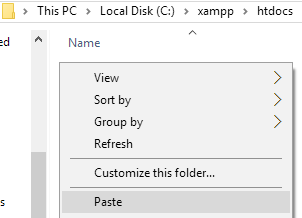 This PC > Local Disk (C:) > xampp > htdocs
ed
Name
View
Sort by
Group by
Refresh
Customize this folder...
s
Paste